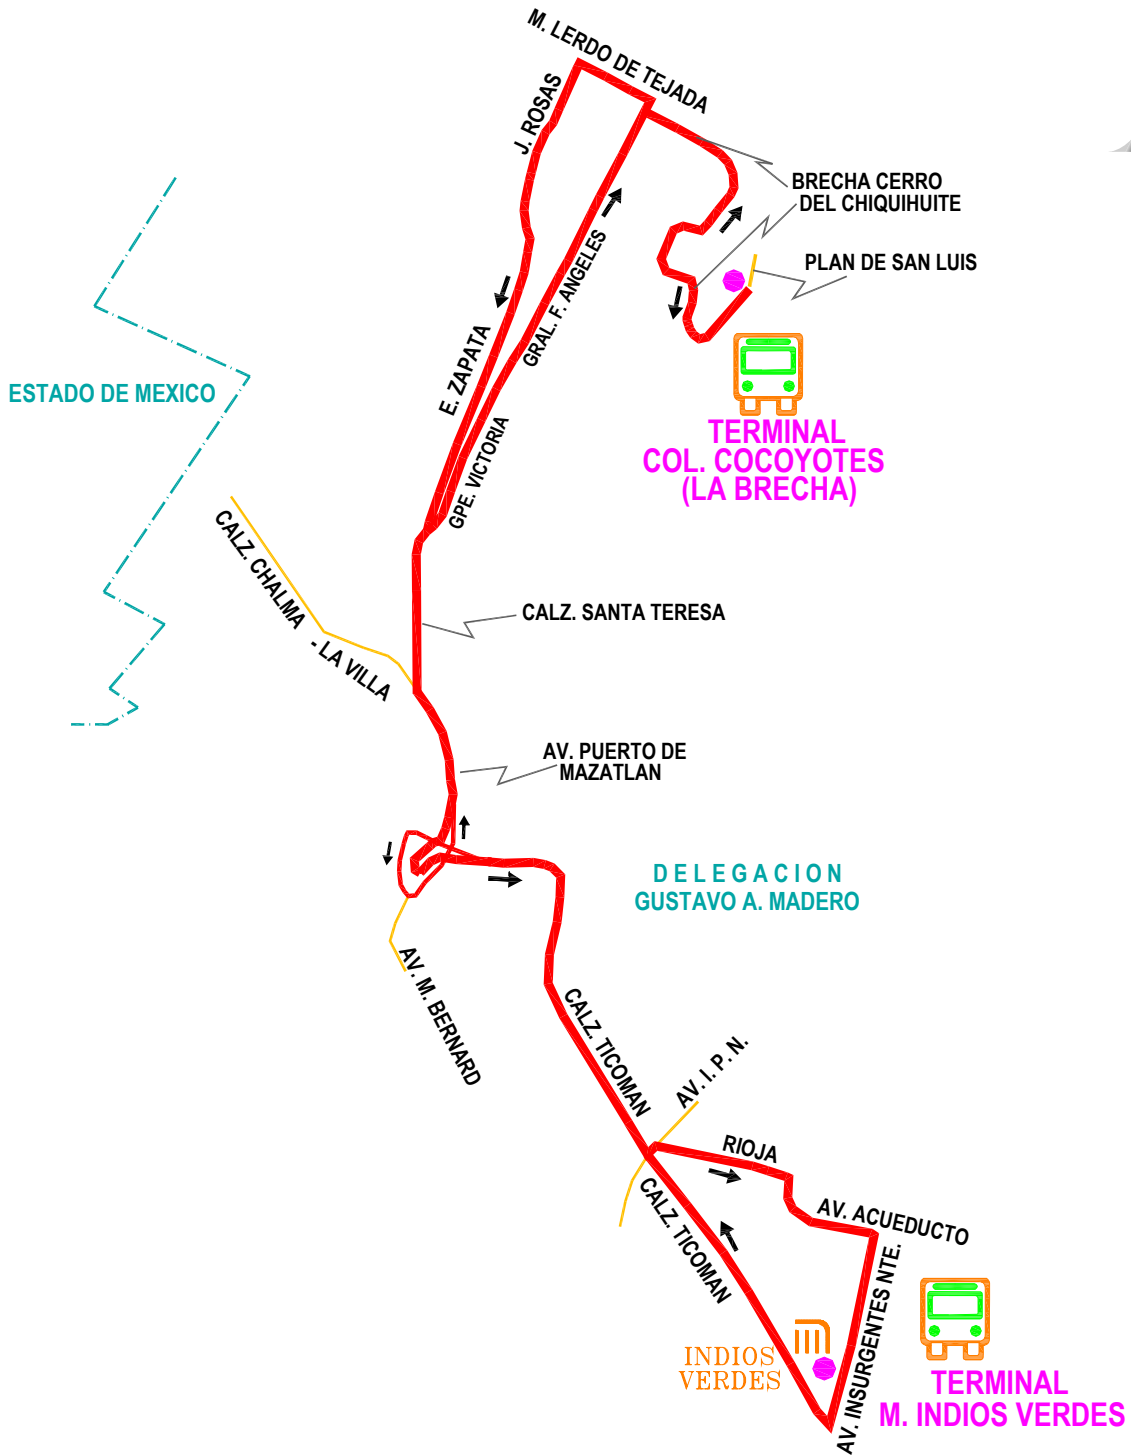 M. LERDO DE TEJADA
J. ROSAS
BRECHA CERRO
DEL CHIQUIHUITE
PLAN DE SAN LUIS
GRAL. F. ANGELES
E. ZAPATA
ESTADO DE MEXICO
GPE. VICTORIA
TERMINAL
COL. COCOYOTES
(LA BRECHA)
CALZ. CHALMA - LA VILLA
CALZ. SANTA TERESA
AV. PUERTO DE
MAZATLAN
DELEGACION
GUSTAVO A. MADERO
AV. M. BERNARD
CALZ. TICOMAN
AV. I. P. N.
RIOJA
CALZ. TICOMAN
AV. ACUEDUCTO
AV. INSURGENTES NTE.
INDIOS
VERDES
TERMINAL
M. INDIOS VERDES